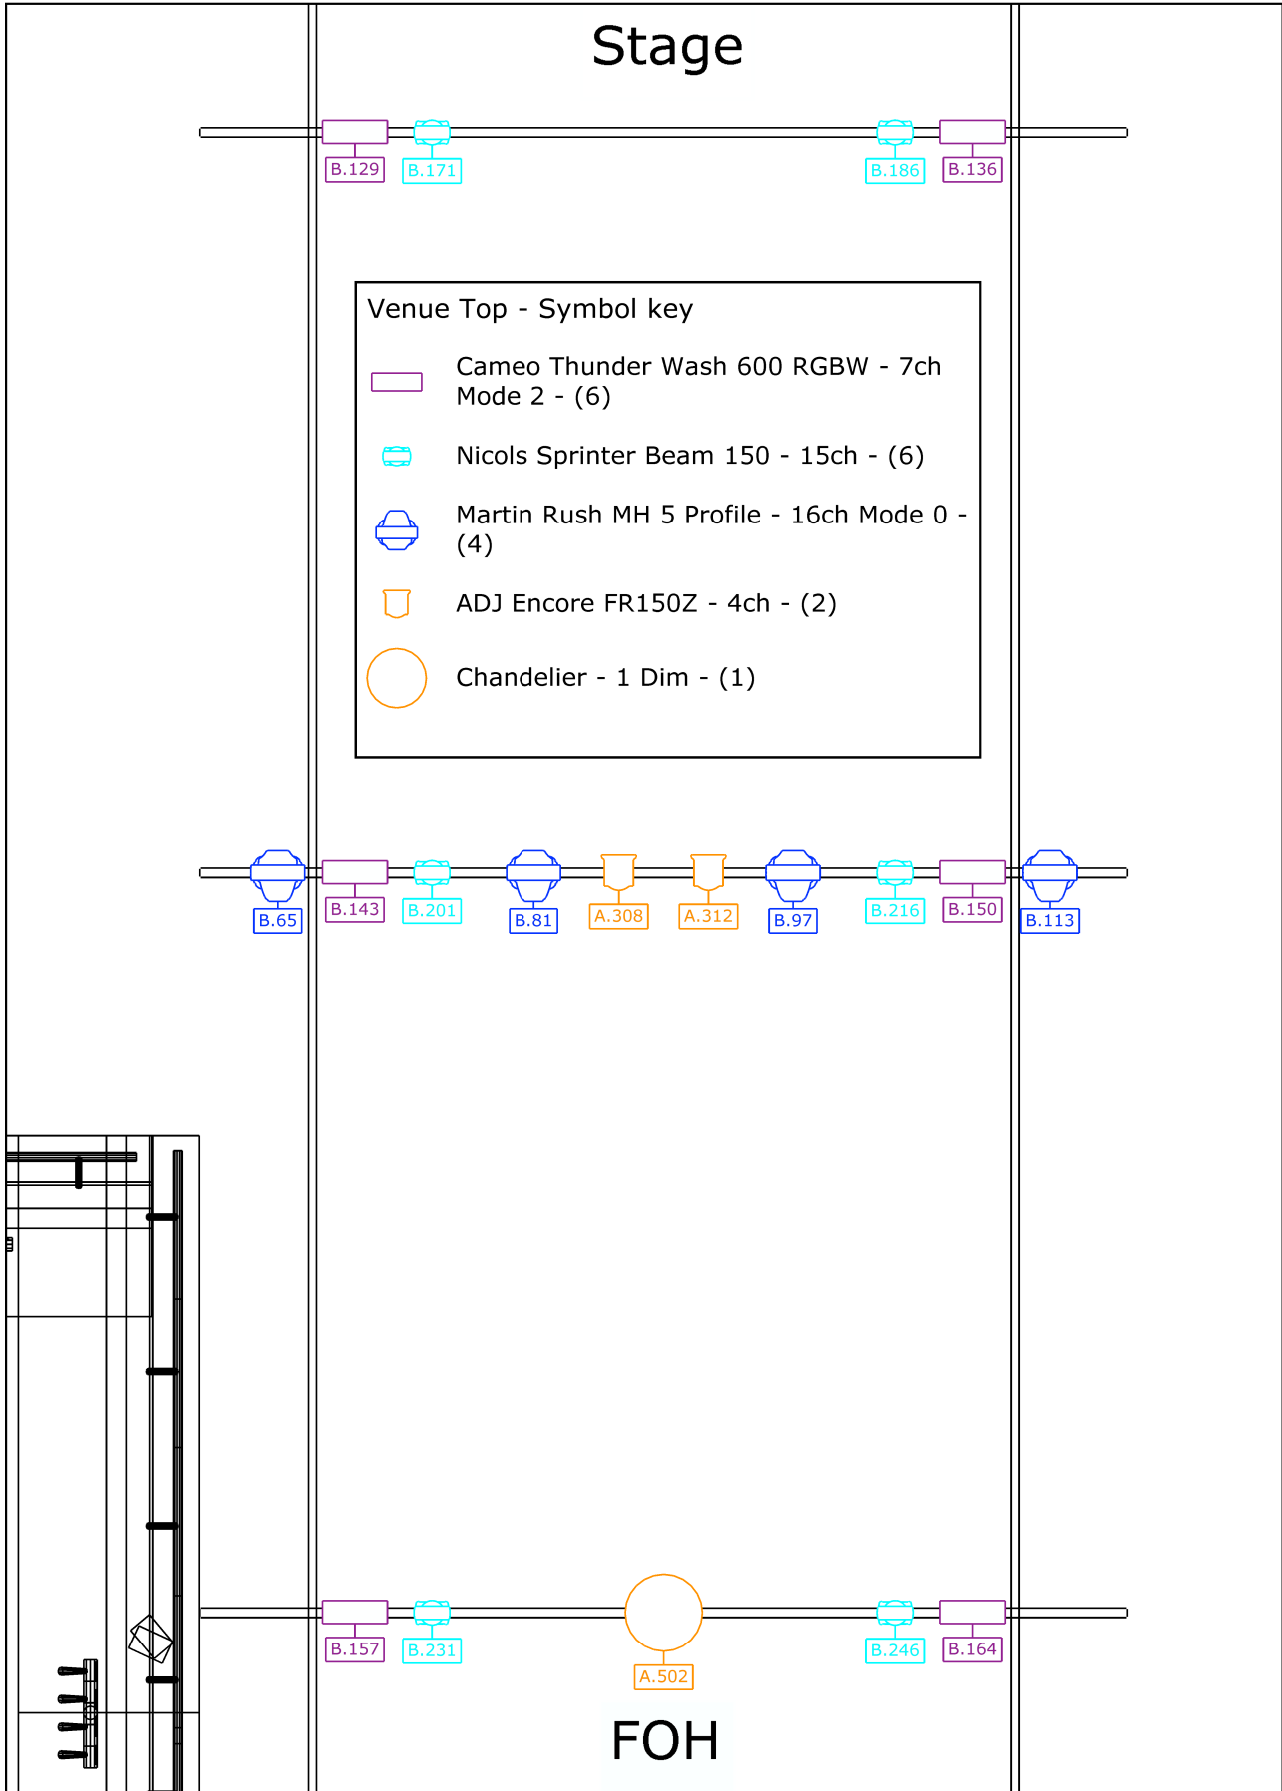 Stage
B.129
B.171
B.186
B.136
Venue Top - Symbol key
Cameo Thunder Wash 600 RGBW - 7ch
Mode 2 - (6)
Nicols Sprinter Beam 150 - 15ch - (6)
Martin Rush MH 5 Profile - 16ch Mode 0 -
(4)
ADJ Encore FR150Z - 4ch - (2)
Chandelier - 1 Dim - (1)
B.65
B.143
B.201
B.81
A.308
A.312
B.97
B.216
B.150
B.113
B.157
B.231
A.502
B.246
B.164
FOH